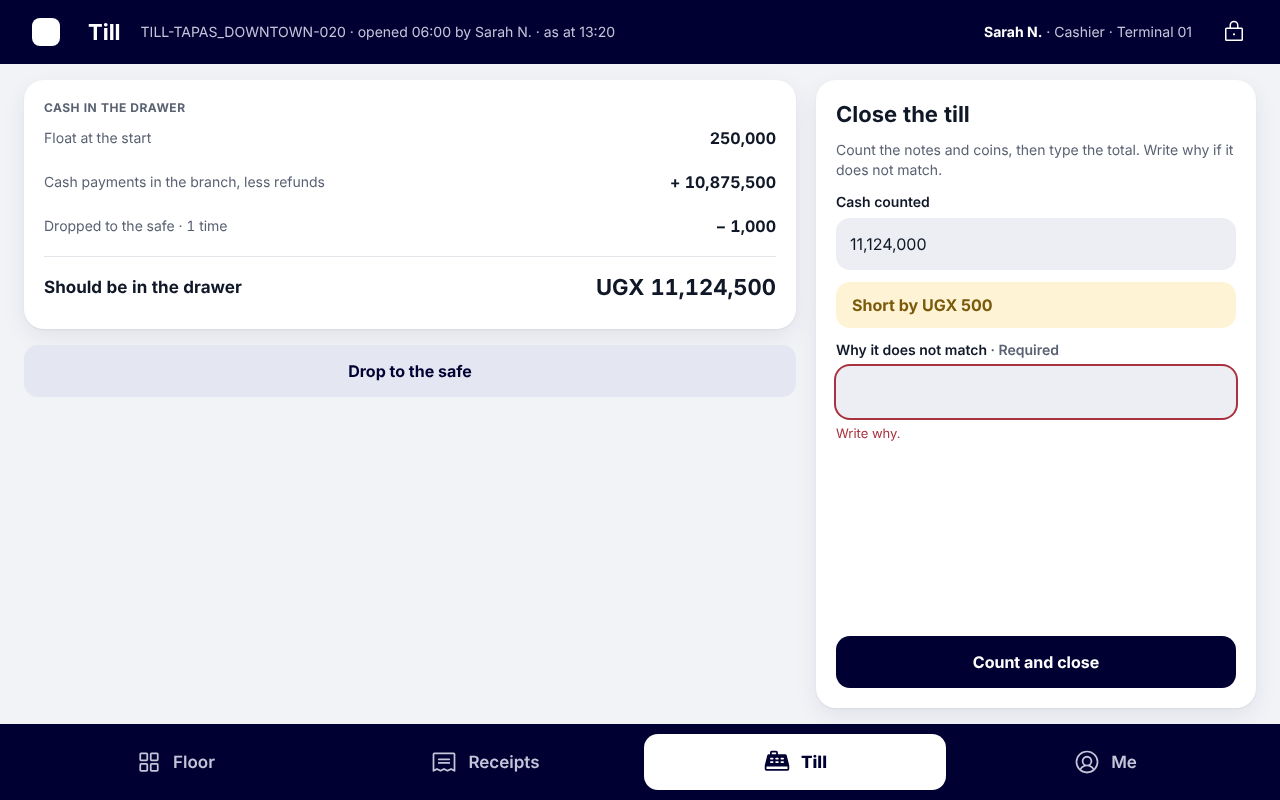 Till
TILL-TAPAS_DOWNTOWN-020 · opened 06:00 by Sarah N. · as at 13:20
Sarah N. · Cashier · Terminal 01
CASH IN THE DRAWER
Float at the start 250,000
Cash payments in the branch, less refunds + 10,875,500
Dropped to the safe · 1 time − 1,000
Should be in the drawer UGX 11,124,500
Drop to the safe
Close the till
Count the notes and coins, then type the total. Write why if it
does not match.
Cash counted
11,124,000
Short by UGX 500
Why it does not match · Required
Write why.
Count and close
Floor
Receipts
Till
Me